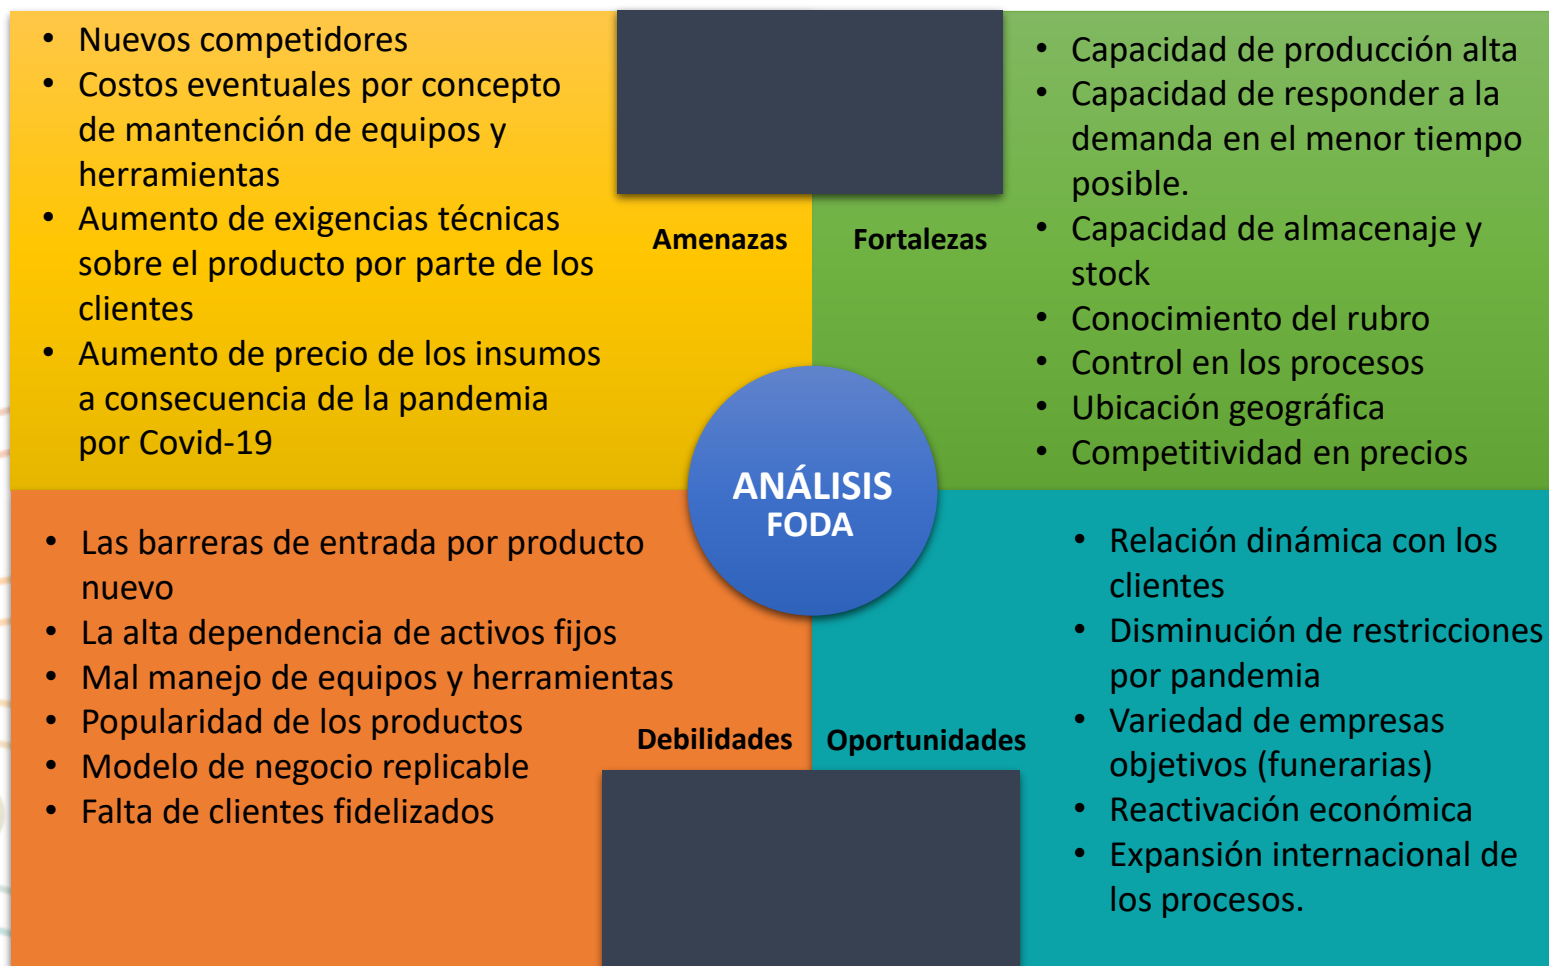 • Nuevos competidores
• Costos eventuales por concepto
de mantención de equipos y
herramientas
• Aumento de exigencias técnicas
sobre el producto por parte de los
clientes
• Aumento de precio de los insumos
a consecuencia de la pandemia
por Covid-19
Amenazas
Fortalezas
• Capacidad de producción alta
• Capacidad de responder a la
demanda en el menor tiempo
posible.
• Capacidad de almacenaje y
stock
• Conocimiento del rubro
• Control en los procesos
• Ubicación geográfica
• Competitividad en precios
ANÁLISIS
FODA
• Las barreras de entrada por producto
nuevo
• La alta dependencia de activos fijos
• Mal manejo de equipos y herramientas
• Popularidad de los productos
• Modelo de negocio replicable
• Falta de clientes fidelizados
Debilidades
Oportunidades
• Relación dinámica con los
clientes
• Disminución de restricciones
por pandemia
• Variedad de empresas
objetivos (funerarias)
• Reactivación económica
• Expansión internacional de
los procesos.